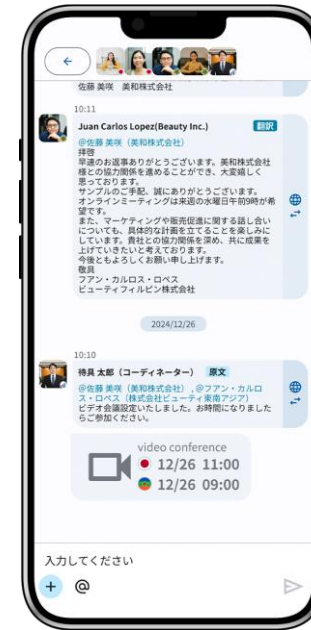 佐藤 美咲　美和株式会社
10:11
Juan Carlos Lopez(Beauty Inc.) 翻訳
@佐藤 美咲（美和株式会社）
拝啓
早速のお返事ありがとうございます。美和株式会社
様との協力関係を進めることができ、大変嬉しく
思っております。
サンプルのご手配、誠にありがとうございます。
オンラインミーティングは来週の水曜日午前9時が希
望です。
また、マーケティングや販売促進に関する話し合い
についても、具体的な計画を立てることを楽しみに
しています。貴社との協力関係を深め、共に成果を
上げていきたいと考えております。
今後ともよろしくお願い申し上げます。
敬具
フアン・カルロス・ロペス
ビューティフィルピン株式会社
2024/12/26
10:10
待具 太郎（コーディネーター） 原文
@佐藤 美咲（美和株式会社）, @フアン・カルロ
ス・ロペス（株式会社ビューティ東南アジア）
ビデオ会議設定いたしました。お時間になりました
らご参加ください。
video conference
12/26 11:00
12/26 09:00
入力してください
@